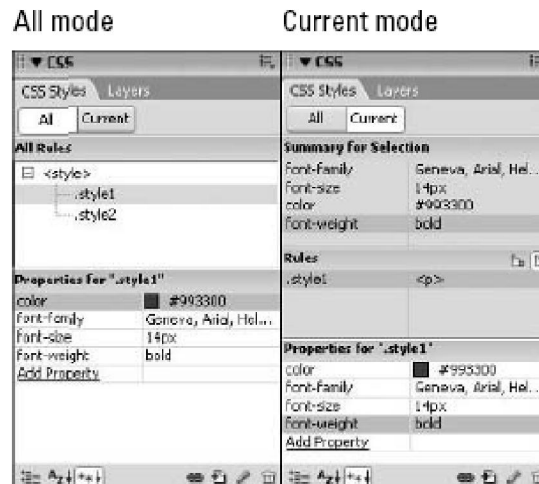 All mode
CSS
CSS Styles Layers
All Current
All Rules
<style>
.style1
.style2
Properties for ".style1"
color #993300
font-family Geneva, Arial, Hel...
font-size 14px
font-weight bold
Add Property
Current mode
CSS
CSS Styles Layers
All Current
Summary for Selection
font-family Geneva, Arial, Hel...
font-size 14px
color #993300
font-weight bold
Rules
.style1 <p>
Properties for ".style1"
color #993300
font-family Geneva, Arial, Hel...
font-size 14px
font-weight bold
Add Property